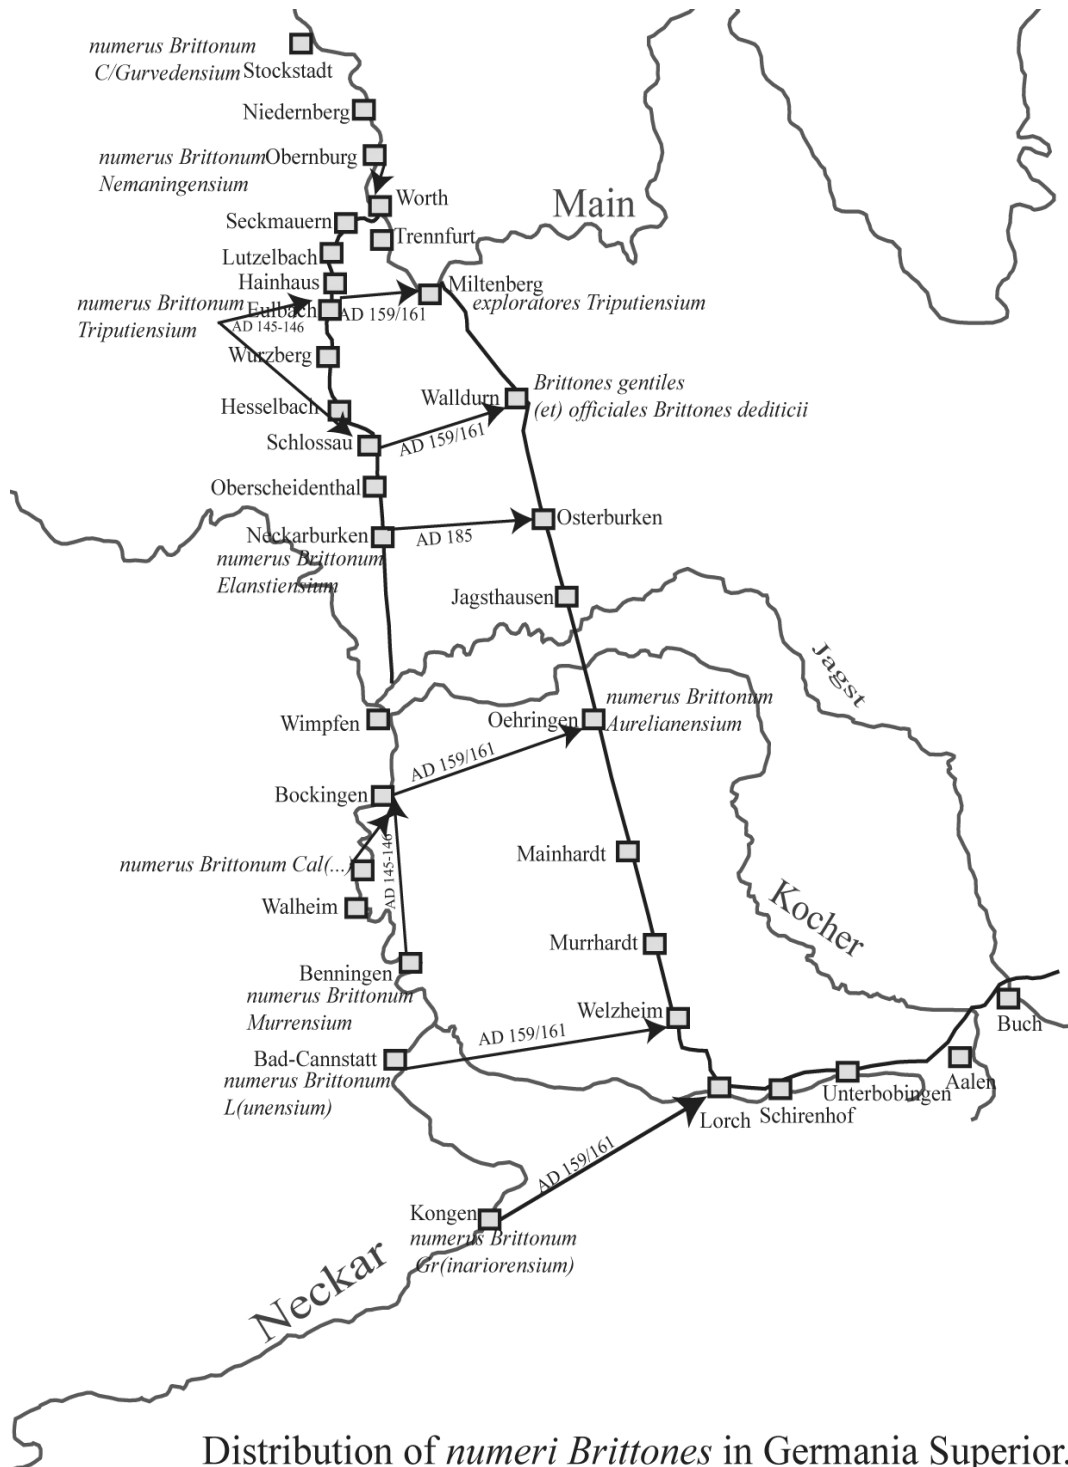 numerus Brittonum
C/Gurvedensium
Stockstadt
Niedernberg
numerus Brittonum
Nemaningensium
Obernburg
Worth
Seckmauern
Trennfurt
Main
Lutzelbach
Hainhaus
numerus Brittonum
Triputiensium
Eulbach
AD 145-146
AD 159/161
Miltenberg
exploratores Triputiensium
Wurzberg
Hesselbach
Walldurn
Brittones gentiles
(et) officiales Brittones dediticii
Schlossau
AD 159/161
Oberscheidenthal
Neckarburken
numerus Brittonum
Elanstiensium
AD 185
Osterburken
Jagsthausen
Jagst
Wimpfen
Oehringen
numerus Brittonum
Aurelianensium
AD 159/161
Bockingen
numerus Brittonum Cal(...)
AD 145-146
Mainhardt
Walheim
Kocher
Murrhardt
Benningen
numerus Brittonum
Murrensium
Welzheim
Buch
AD 159/161
Bad-Cannstatt
numerus Brittonum
L(unensium)
Aalen
Unterbobingen
Schirenhof
Lorch
AD 159/161
Kongen
numerus Brittonum
Gr(inariorensium)
Neckar
Distribution of numeri Brittones in Germania Superior.